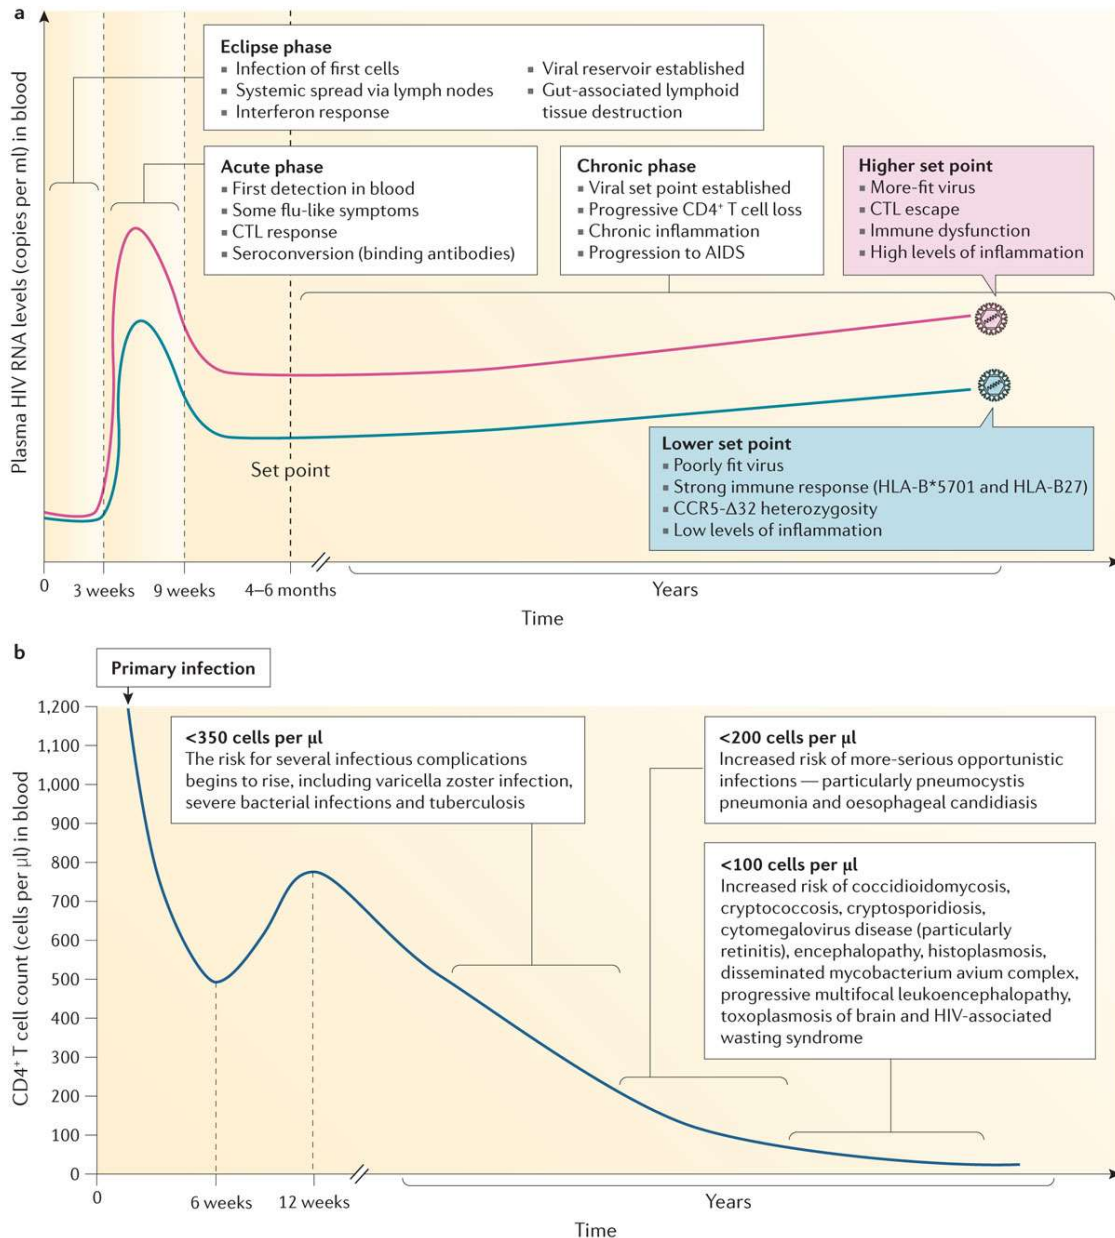 a
Plasma HIV RNA levels (copies per ml) in blood
Eclipse phase
▪ Infection of first cells
▪ Systemic spread via lymph nodes
▪ Interferon response
▪ Viral reservoir established
▪ Gut-associated lymphoid
tissue destruction
Acute phase
▪ First detection in blood
▪ Some flu-like symptoms
▪ CTL response
▪ Seroconversion (binding antibodies)
Chronic phase
▪ Viral set point established
▪ Progressive CD4⁺ T cell loss
▪ Chronic inflammation
▪ Progression to AIDS
Higher set point
▪ More-fit virus
▪ CTL escape
▪ Immune dysfunction
▪ High levels of inflammation
Set point
Lower set point
▪ Poorly fit virus
▪ Strong immune response (HLA-B*5701 and HLA-B27)
▪ CCR5-Δ32 heterozygosity
▪ Low levels of inflammation
0
3 weeks
9 weeks
4–6 months
Years
Time
b
Primary infection
CD4⁺ T cell count (cells per µl) in blood
1,200
1,100
1,000
900
800
700
600
500
400
300
200
100
0
<350 cells per µl
The risk for several infectious complications
begins to rise, including varicella zoster infection,
severe bacterial infections and tuberculosis
<200 cells per µl
Increased risk of more-serious opportunistic
infections — particularly pneumocystis
pneumonia and oesophageal candidiasis
<100 cells per µl
Increased risk of coccidioidomycosis,
cryptococcosis, cryptosporidiosis,
cytomegalovirus disease (particularly
retinitis), encephalopathy, histoplasmosis,
disseminated mycobacterium avium complex,
progressive multifocal leukoencephalopathy,
toxoplasmosis of brain and HIV-associated
wasting syndrome
0
6 weeks
12 weeks
Years
Time